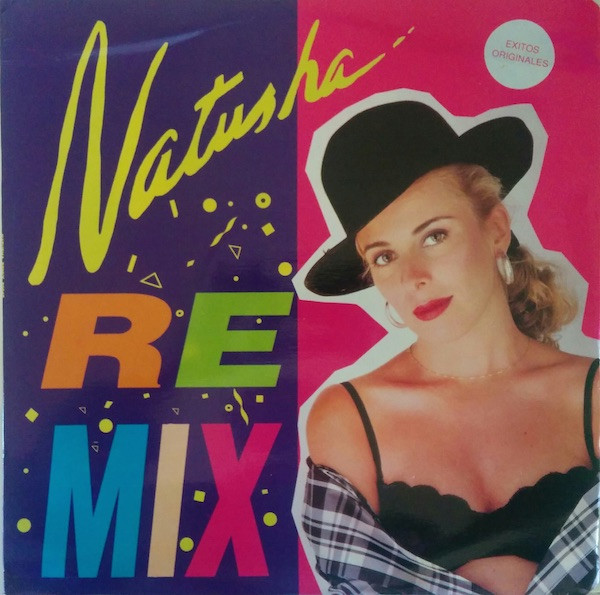 Natusha
EXITOS
ORIGINALES
RE
MIX